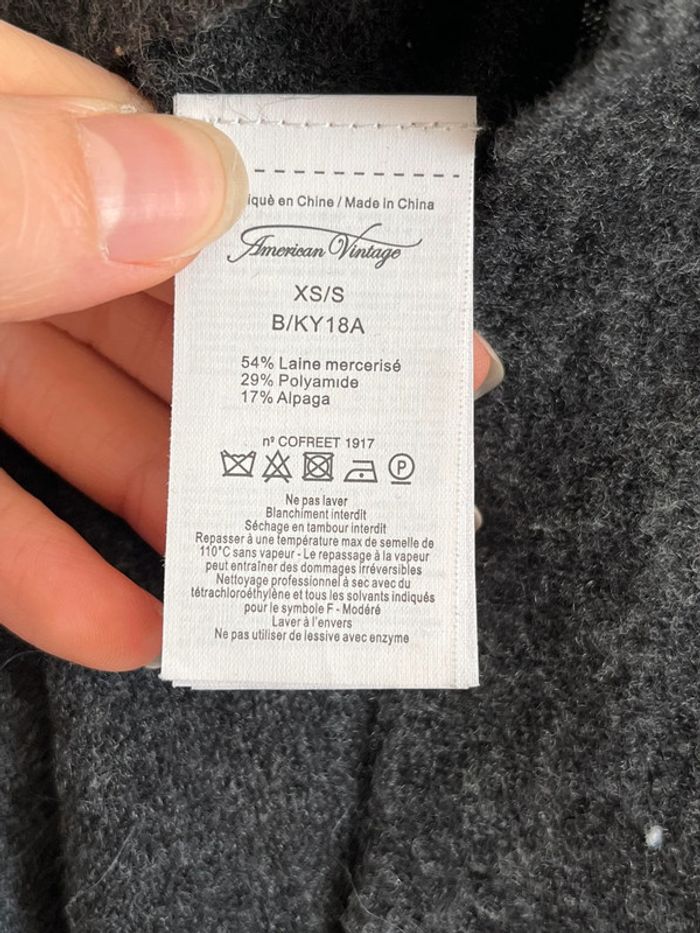 iquè en Chine / Made in China
American Vintage
XS/S
B/KY18A
54% Laine mercerisé
29% Polyamide
17% Alpaga
nº COFREET 1917
P
Ne pas laver
Blanchiment interdit
Séchage en tambour interdit
Repasser à une température max de semelle de
110°C sans vapeur - Le repassage à la vapeur
peut entraîner des dommages irréversibles
Nettoyage professionnel à sec avec du
tétrachloroéthylène et tous les solvants indiqués
pour le symbole F - Modéré
Laver à l'envers
Ne pas utiliser de lessive avec enzyme